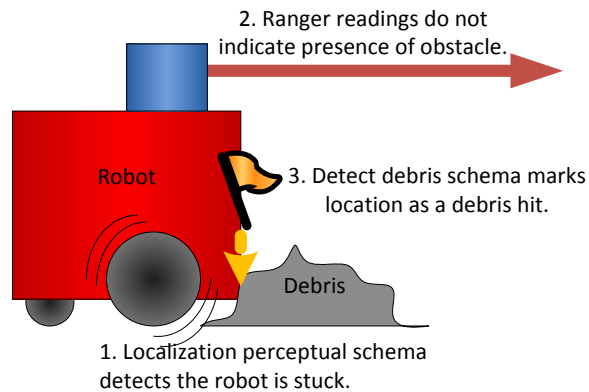 2. Ranger readings do not
indicate presence of obstacle.
Robot
3. Detect debris schema marks
location as a debris hit.
Debris
1. Localization perceptual schema
detects the robot is stuck.